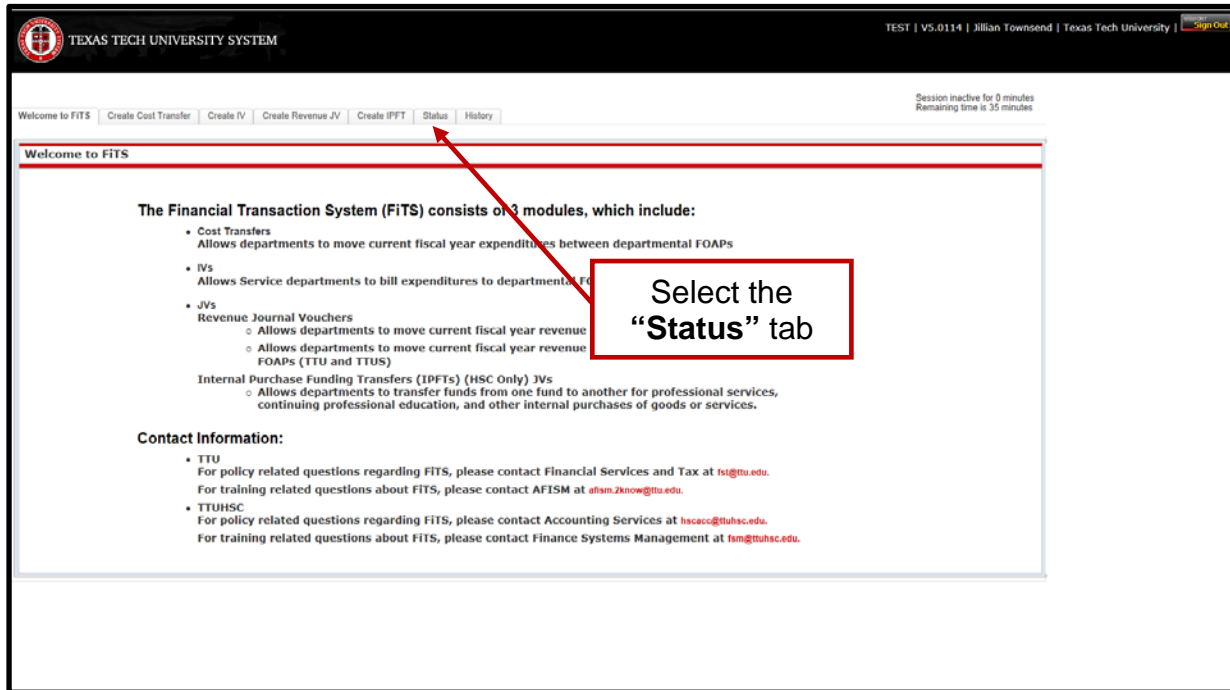 TEXAS TECH UNIVERSITY SYSTEM
TEST | V5.0114 | Jillian Townsend | Texas Tech University | Sign Out
Session inactive for 0 minutes
Remaining time is 35 minutes
Welcome to FiTS | Create Cost Transfer | Create IV | Create Revenue JV | Create IPFT | Status | History
Welcome to FiTS
The Financial Transaction System (FiTS) consists of 3 modules, which include:
• Cost Transfers
Allows departments to move current fiscal year expenditures between departmental FOAPs
• IVs
Allows Service departments to bill expenditures to departmental FO
• JVs
Revenue Journal Vouchers
○ Allows departments to move current fiscal year revenue
○ Allows departments to move current fiscal year revenue
FOAPs (TTU and TTUS)
Internal Purchase Funding Transfers (IPFTs) (HSC Only) JVs
○ Allows departments to transfer funds from one fund to another for professional services,
continuing professional education, and other internal purchases of goods or services.
Select the
“Status” tab
Contact Information:
• TTU
For policy related questions regarding FiTS, please contact Financial Services and Tax at fst@ttu.edu.
For training related questions about FiTS, please contact AFISM at afism.2know@ttu.edu.
• TTUHSC
For policy related questions regarding FiTS, please contact Accounting Services at hscacc@ttuhsc.edu.
For training related questions about FiTS, please contact Finance Systems Management at fsm@ttuhsc.edu.